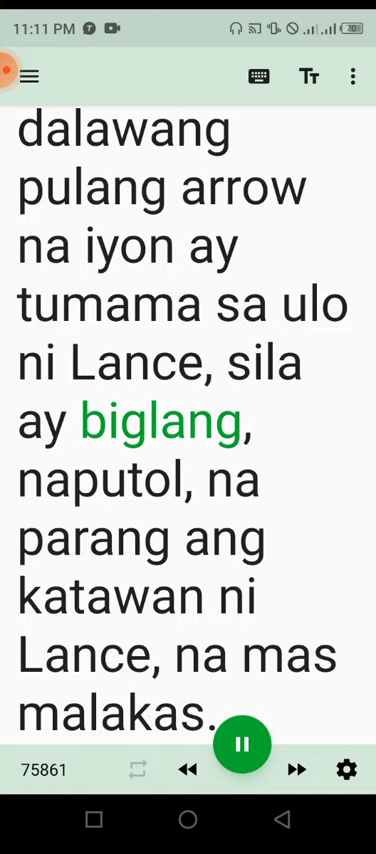 11:11 PM
70
dalawang
pulang arrow
na iyon ay
tumama sa ulo
ni Lance, sila
ay biglang,
naputol, na
parang ang
katawan ni
Lance, na mas
malakas.
75861